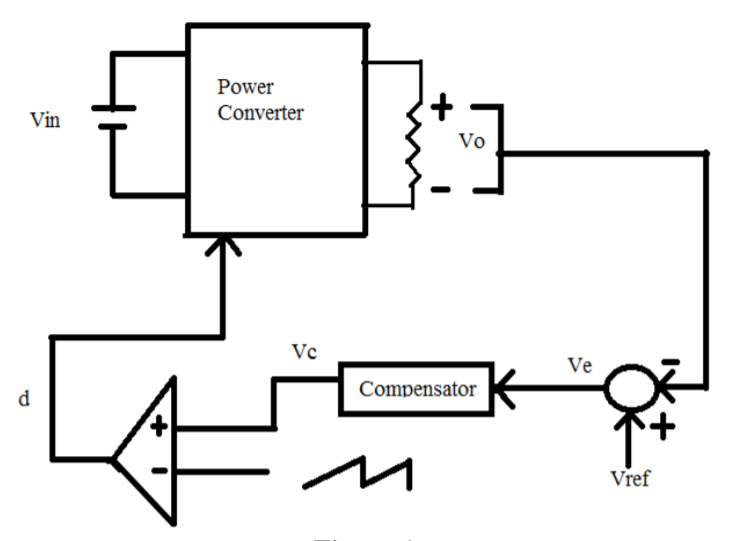 Power
Converter
Vin
+
Vo
-
Vc
Ve
-
Compensator
d
+
-
+
Vref